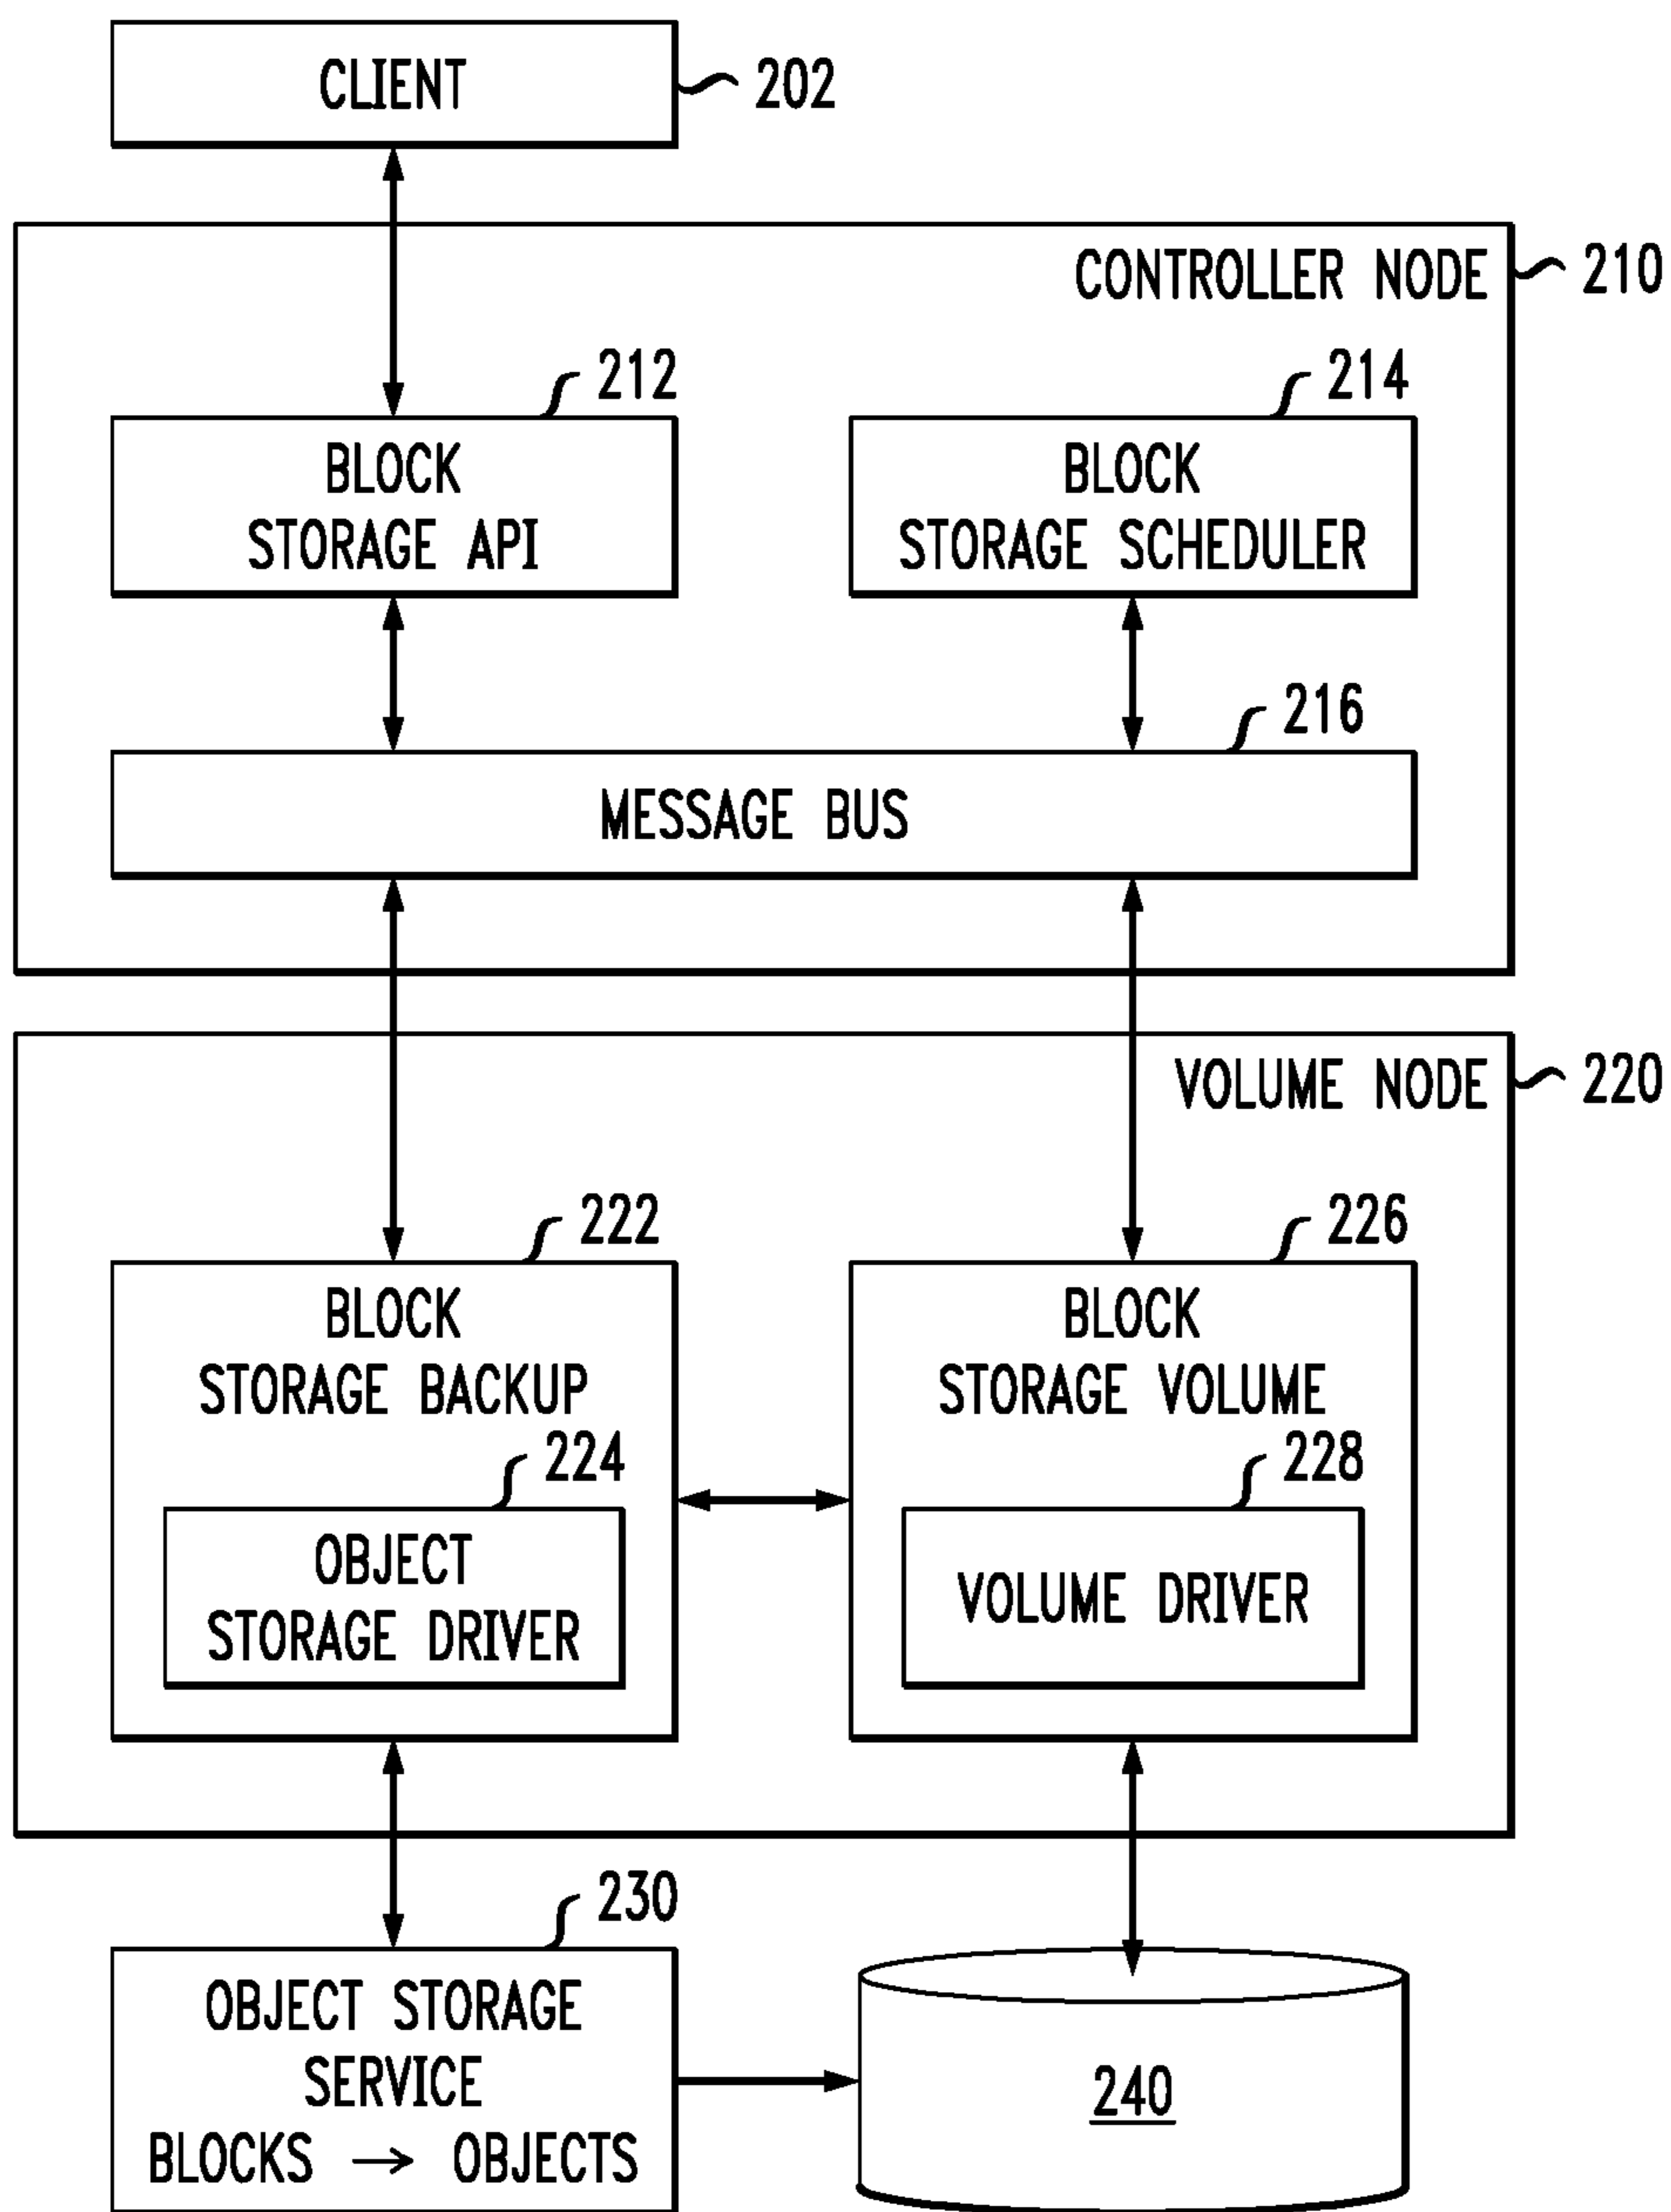 CLIENT
202
CONTROLLER NODE
210
212
214
BLOCK
STORAGE API
BLOCK
STORAGE SCHEDULER
216
MESSAGE BUS
VOLUME NODE
220
222
226
BLOCK
STORAGE BACKUP
BLOCK
STORAGE VOLUME
224
228
OBJECT
STORAGE DRIVER
VOLUME DRIVER
230
OBJECT STORAGE
SERVICE
BLOCKS → OBJECTS
240